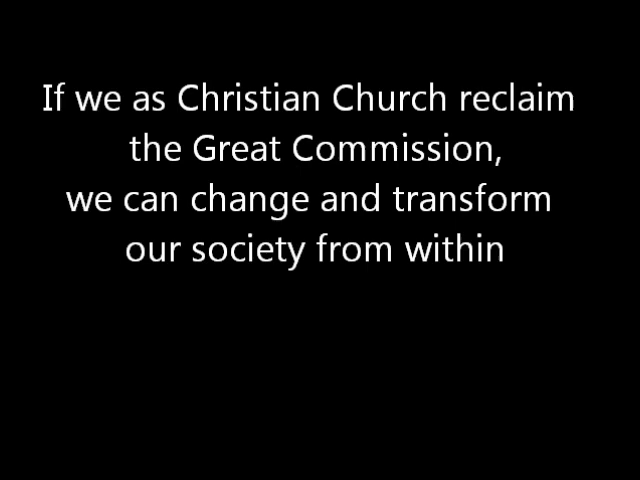 If we as Christian Church reclaim
the Great Commission,
we can change and transform
our society from within